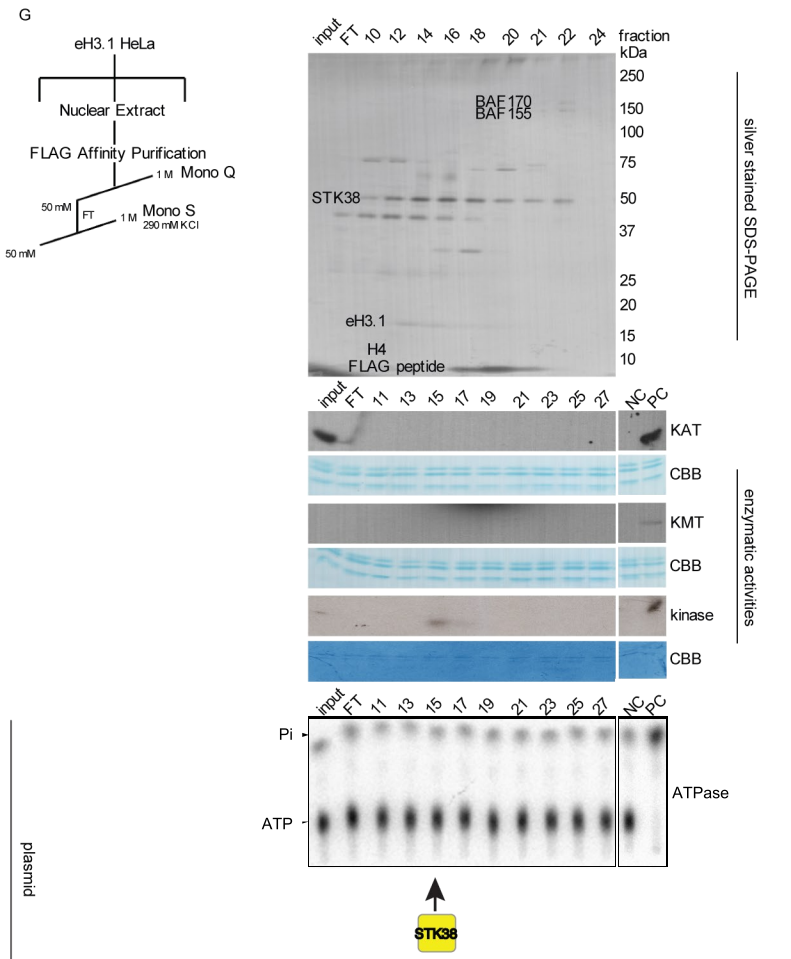 G
eH3.1 HeLa
Nuclear Extract
FLAG Affinity Purification
1 M Mono Q
50 mM
FT
1 M Mono S
290 mM KCl
50 mM
input FT 10 12 14 16 18 20 21 22 24 fraction
kDa
250
BAF170
150
BAF155
100
75
STK38
50
37
25
20
eH3.1
15
H4
10
FLAG peptide
silver stained SDS-PAGE
input FT 11 13 15 17 19 21 23 25 27 NC PC
KAT
CBB
KMT
CBB
kinase
CBB
enzymatic activities
input FT 11 13 15 17 19 21 23 25 27 NC PC
Pi
ATPase
ATP
plasmid
STK38